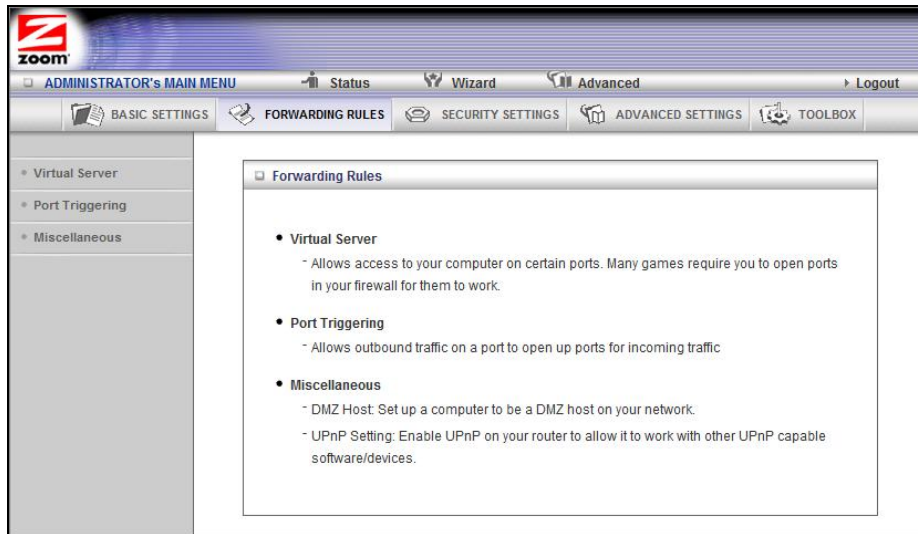 zoom
ADMINISTRATOR's MAIN MENU Status Wizard Advanced Logout
BASIC SETTINGS FORWARDING RULES SECURITY SETTINGS ADVANCED SETTINGS TOOLBOX
Virtual Server
Port Triggering
Miscellaneous
Forwarding Rules
Virtual Server
- Allows access to your computer on certain ports. Many games require you to open ports
in your firewall for them to work.
Port Triggering
- Allows outbound traffic on a port to open up ports for incoming traffic
Miscellaneous
- DMZ Host: Set up a computer to be a DMZ host on your network.
- UPnP Setting: Enable UPnP on your router to allow it to work with other UPnP capable
software/devices.